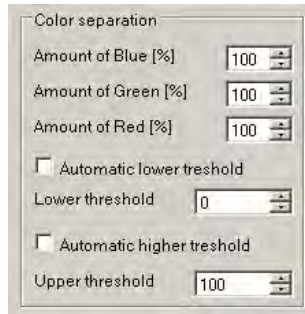 Color separation
Amount of Blue [%] 100
Amount of Green [%] 100
Amount of Red [%] 100
Automatic lower treshold
Lower threshold 0
Automatic higher treshold
Upper threshold 100